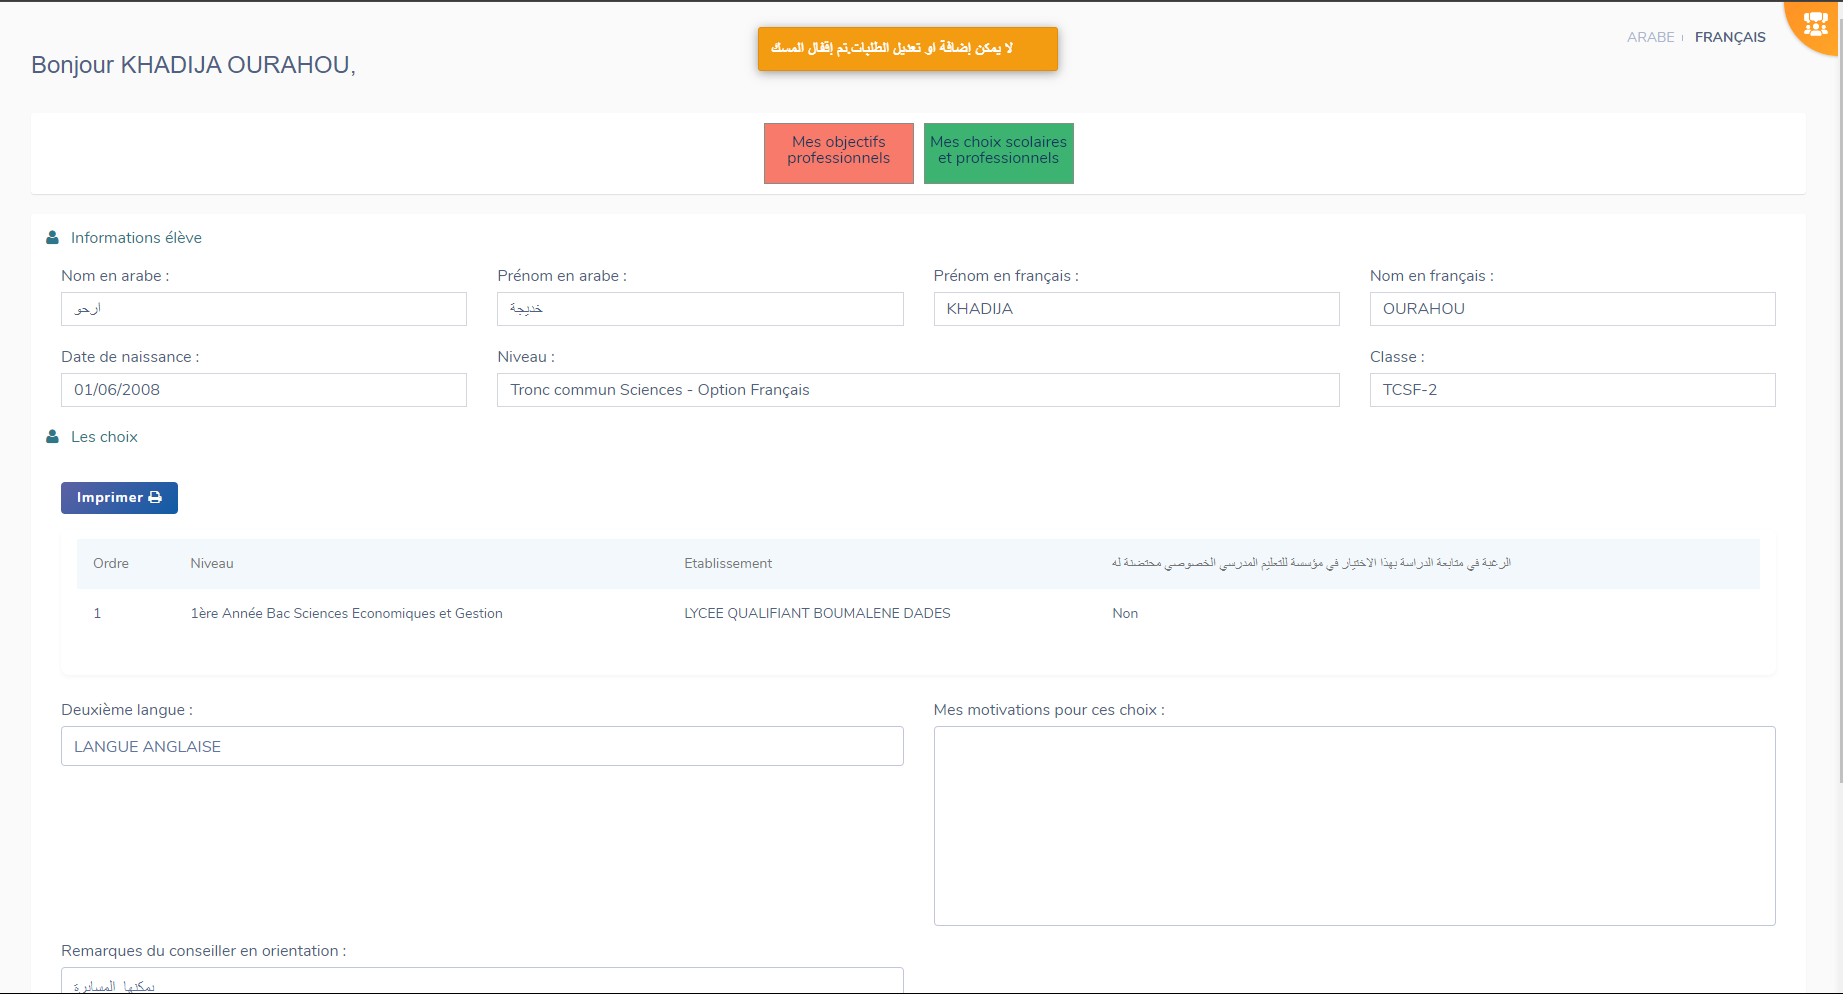 لا يمكن إضافة او تعديل الطلبات.تم إقفال المسك
ARABE
FRANÇAIS
Bonjour KHADIJA OURAHOU,
Mes objectifs
professionnels
Mes choix scolaires
et professionnels
Informations élève
Nom en arabe :
Prénom en arabe :
Prénom en français :
Nom en français :
ارحو
خديجة
KHADIJA
OURAHOU
Date de naissance :
Niveau :
Classe :
01/06/2008
Tronc commun Sciences - Option Français
TCSF-2
Les choix
Imprimer
Ordre
Niveau
Etablissement
الرغبة في متابعة الدراسة بهذا الاختيار في مؤسسة للتعليم المدرسي الخصوصي محتضنة له
1
1ère Année Bac Sciences Economiques et Gestion
LYCEE QUALIFIANT BOUMALENE DADES
Non
Deuxième langue :
Mes motivations pour ces choix :
LANGUE ANGLAISE
Remarques du conseiller en orientation :
يمكنها المسايرة